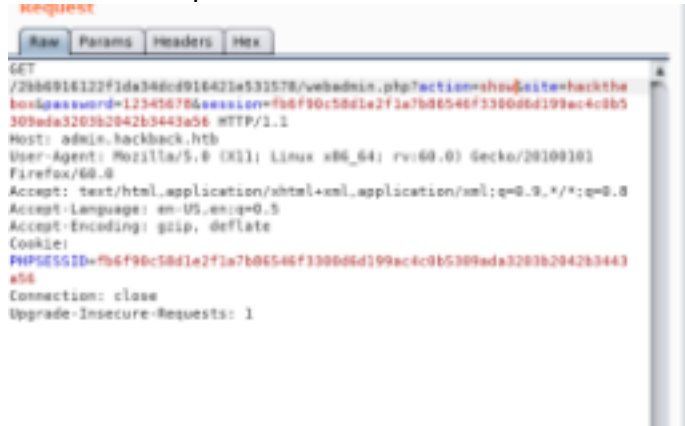 Request
Raw Params Headers Hex
GET
/2bb6916122f1da34dcd916421e531578/webadmin.php?action=show&site=hackthe
box&password=12345678&session=fb6f90c58d1e2f1a7b86546f3300d6d199ac4c0b5
309ada3203b2042b3443a56 HTTP/1.1
Host: admin.hackback.htb
User-Agent: Mozilla/5.0 (X11; Linux x86_64; rv:60.0) Gecko/20100101
Firefox/60.0
Accept: text/html,application/xhtml+xml,application/xml;q=0.9,*/*;q=0.8
Accept-Language: en-US,en;q=0.5
Accept-Encoding: gzip, deflate
Cookie:
PHPSESSID=fb6f90c58d1e2f1a7b86546f3300d6d199ac4c0b5309ada3203b2042b3443
a56
Connection: close
Upgrade-Insecure-Requests: 1